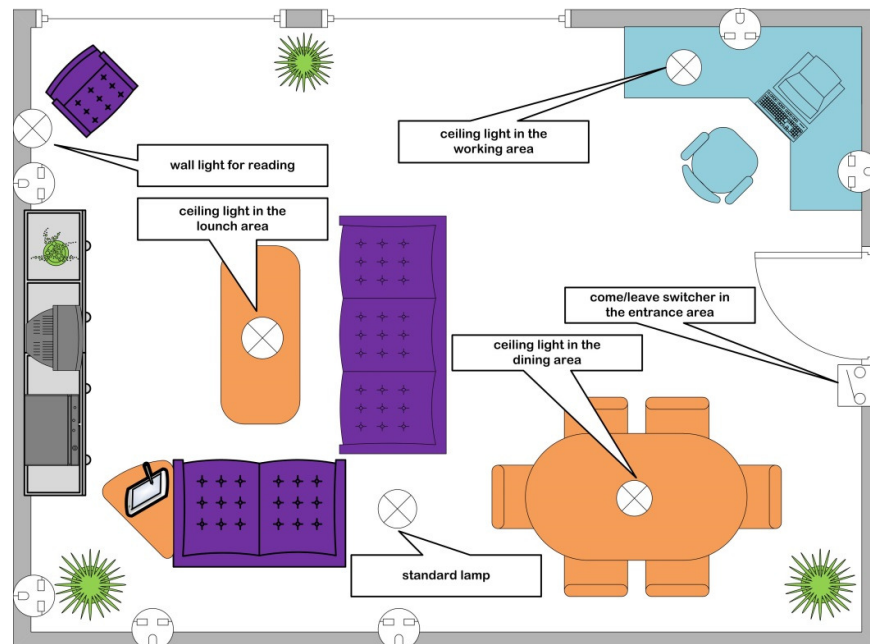 ceiling light in the
working area
wall light for reading
ceiling light in the
lounch area
come/leave switcher in
the entrance area
ceiling light in the
dining area
standard lamp